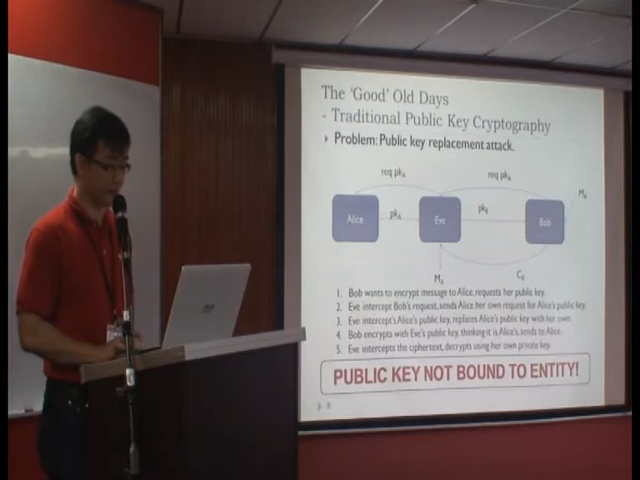 The 'Good' Old Days
- Traditional Public Key Cryptography
Problem: Public key replacement attack.
req pkA
req pkA
MB
Alice
pkA
Eve
pkE
Bob
CE
1. Bob wants to encrypt message to Alice, requests her public key.
2. Eve intercept Bob's request, sends Alice her own request for Alice's public key.
3. Eve intercept's Alice's public key, replaces Alice's public key with her own.
4. Bob encrypts with Eve's public key, thinking it is Alice's, sends to Alice.
5. Eve intercepts the ciphertext, decrypts using her own private key.
PUBLIC KEY NOT BOUND TO ENTITY!